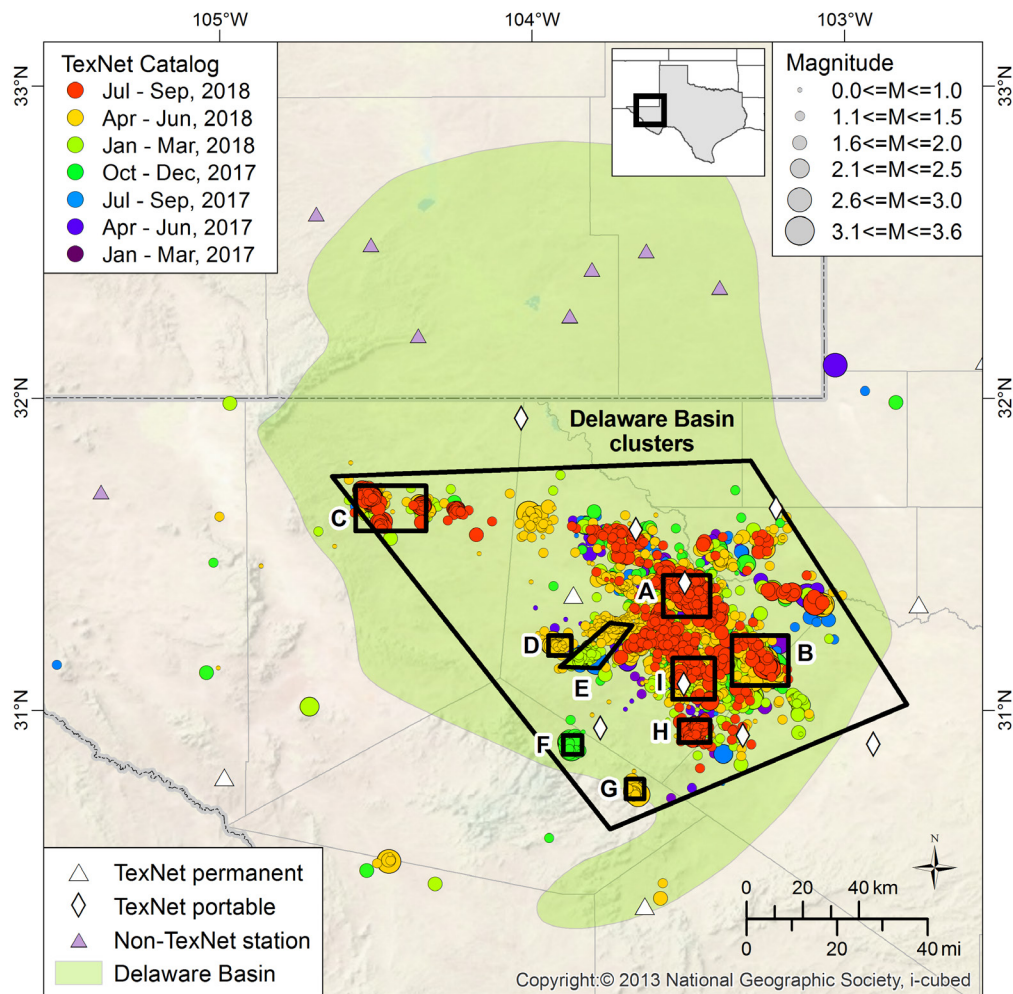 105°W
104°W
103°W
33°N
33°N
TexNet Catalog
Jul - Sep, 2018
Apr - Jun, 2018
Jan - Mar, 2018
Oct - Dec, 2017
Jul - Sep, 2017
Apr - Jun, 2017
Jan - Mar, 2017
Magnitude
0.0<=M<=1.0
1.1<=M<=1.5
1.6<=M<=2.0
2.1<=M<=2.5
2.6<=M<=3.0
3.1<=M<=3.6
32°N
32°N
Delaware Basin
clusters
C
A
D
B
E
I
31°N
31°N
F
H
G
TexNet permanent
TexNet portable
Non-TexNet station
Delaware Basin
N
0 20 40 km
0 20 40 mi
Copyright:© 2013 National Geographic Society, i-cubed